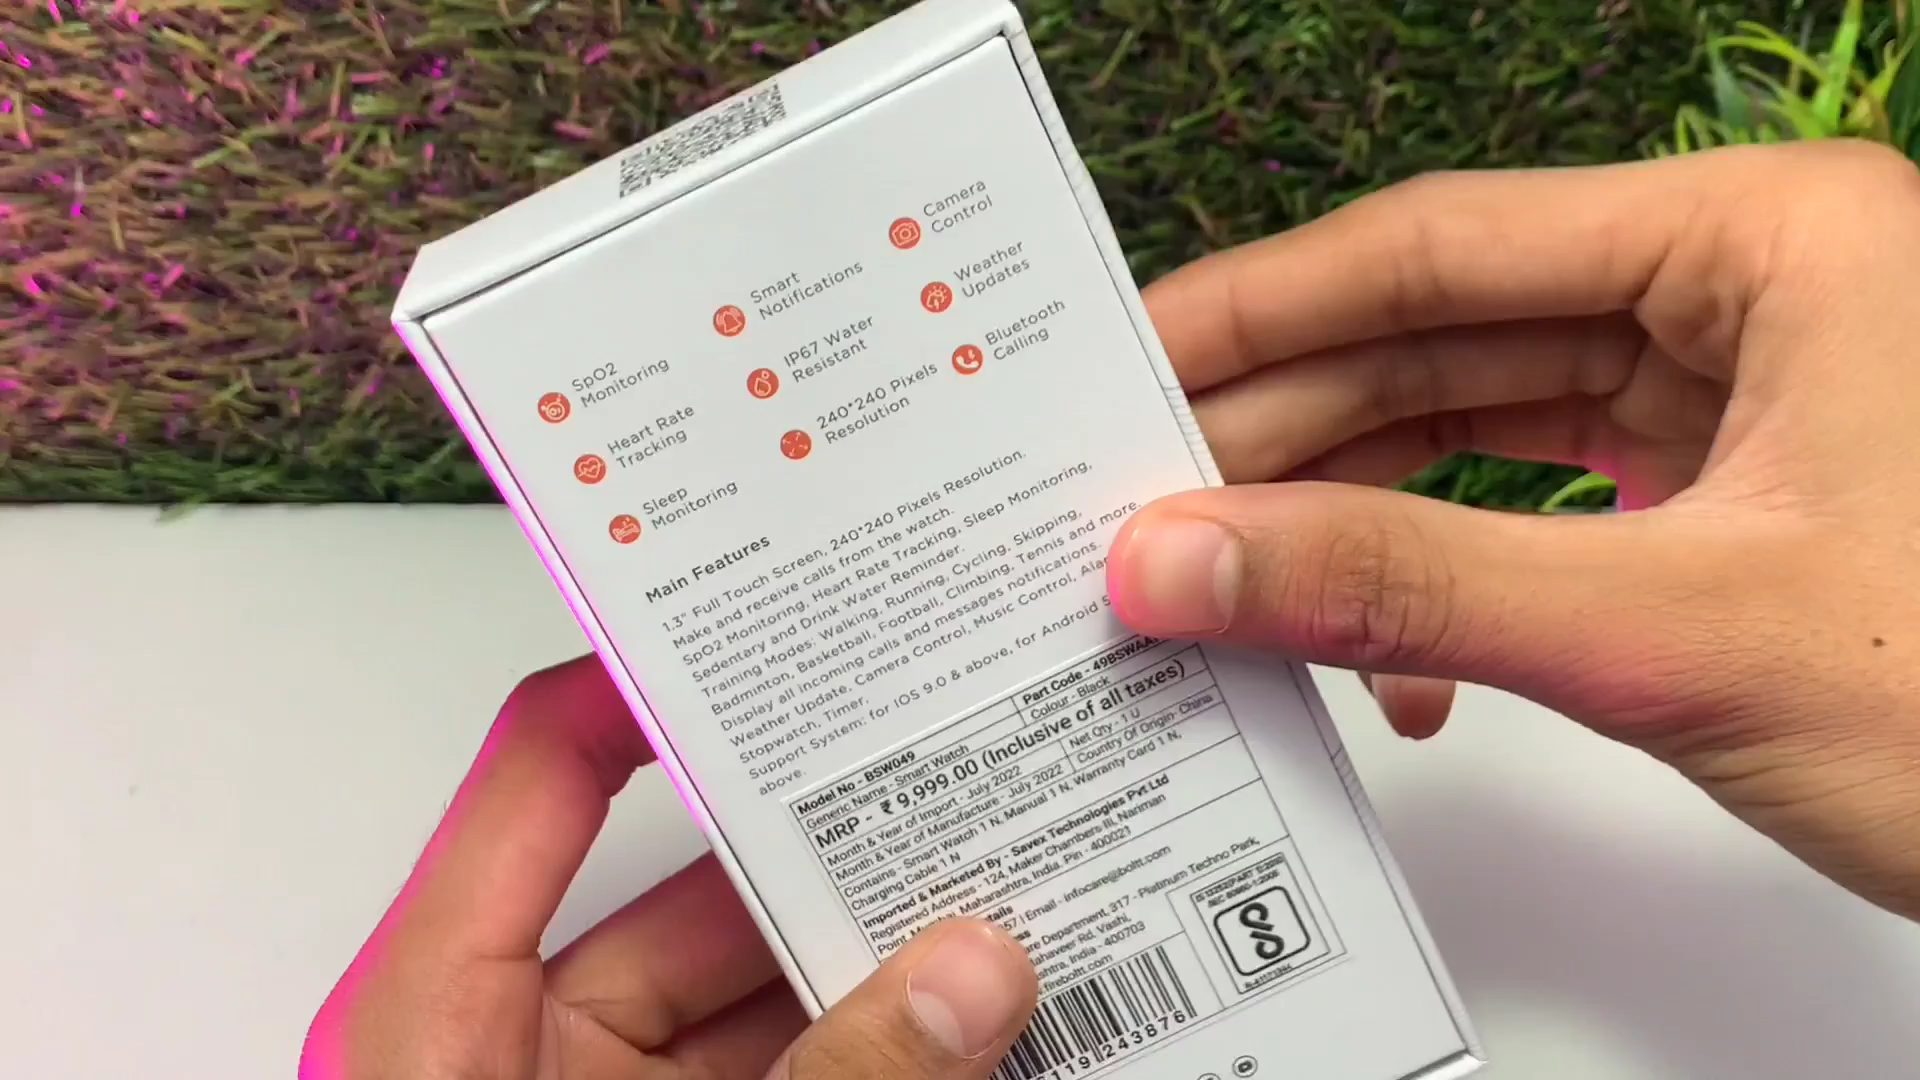 SpO2
Monitoring
Heart Rate
Tracking
Sleep
Monitoring
Smart
Notifications
IP67 Water
Resistant
240*240 Pixels
Resolution
Camera
Control
Weather
Updates
Bluetooth
Calling
Main Features
1.3" Full Touch Screen, 240*240 Pixels Resolution.
Make and receive calls from the watch.
SpO2 Monitoring, Heart Rate Tracking, Sleep Monitoring,
Sedentary and Drink Water Reminder.
Training Modes: Walking, Running, Cycling, Skipping,
Badminton, Basketball, Football, Climbing, Tennis and more.
Display all incoming calls and messages notifications.
Weather Update, Camera Control, Music Control,
Stopwatch, Timer.
Support System: for iOS 9.0 & above, for Android
above.
Model No - BSW049
Part Code - 49BSWAA
Generic Name - Smart Watch
Colour - Black
MRP - ₹ 9,999.00 (Inclusive of all taxes)
Month & Year of Import - July 2022
Net Qty - 1 U
Month & Year of Manufacture - July 2022
Country Of Origin- China
Contains - Smart Watch 1 N, Manual 1 N, Warranty Card 1 N,
Charging Cable 1 N
Imported & Marketed By - Savex Technologies Pvt Ltd
Registered Address - 124, Maker Chambers III, Nariman
Point, Mumbai, Maharashtra, India. Pin - 400021
57 | Email - infocare@boltt.com
Department, 317 - Platinum Techno Park,
Rd. Vashi,
India - 400703
.fireboltt.com
119 243876